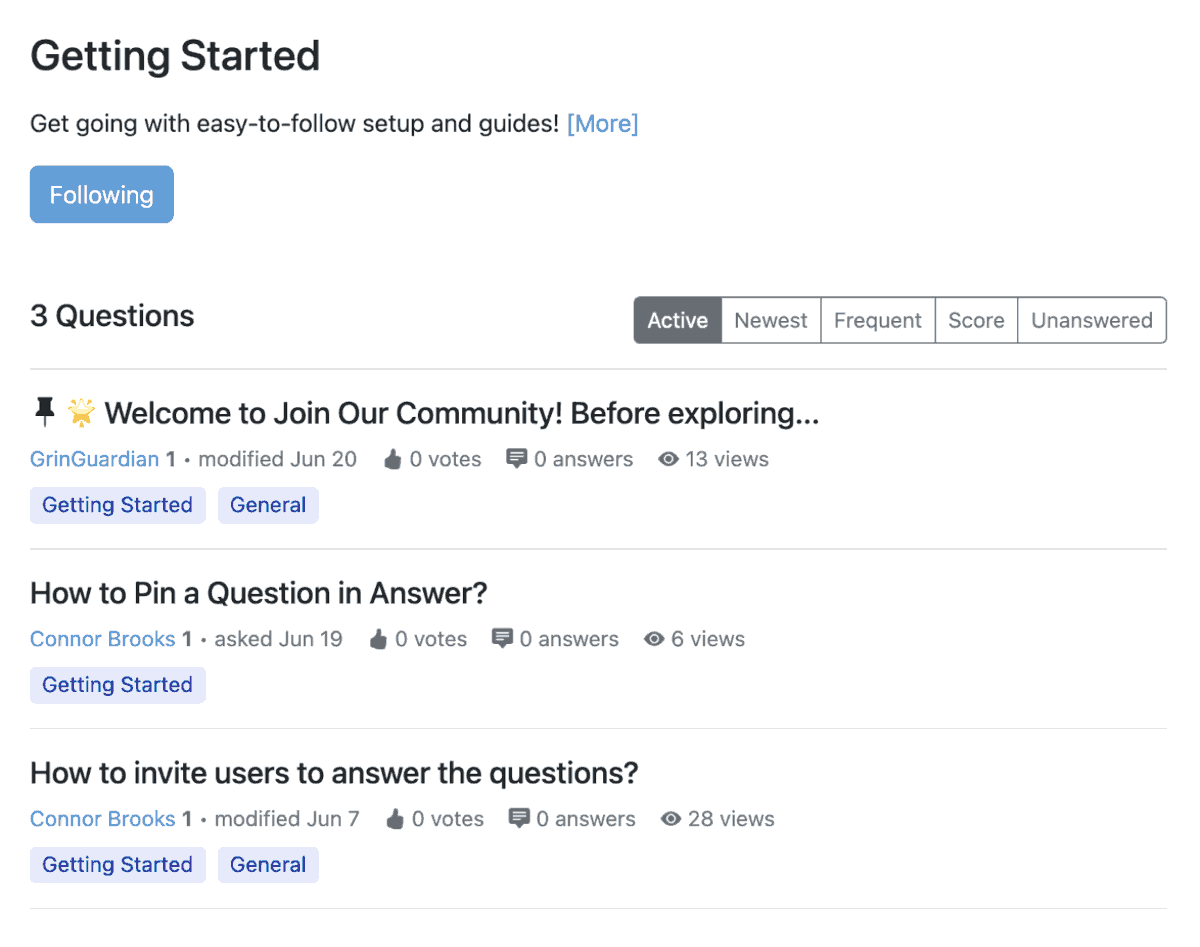 Getting Started
Get going with easy-to-follow setup and guides! [More]
Following
3 Questions
Active Newest Frequent Score Unanswered
Welcome to Join Our Community! Before exploring...
GrinGuardian 1 • modified Jun 20 0 votes 0 answers 13 views
Getting Started General
How to Pin a Question in Answer?
Connor Brooks 1 • asked Jun 19 0 votes 0 answers 6 views
Getting Started
How to invite users to answer the questions?
Connor Brooks 1 • modified Jun 7 0 votes 0 answers 28 views
Getting Started General